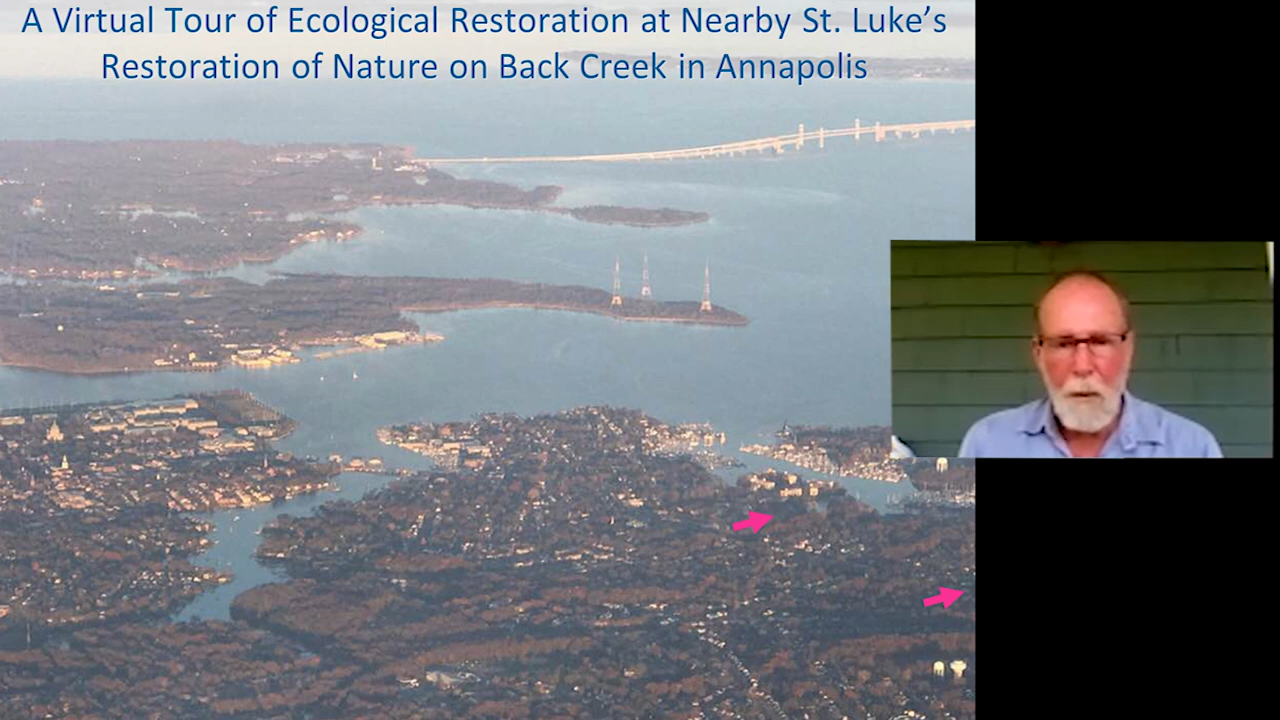 A Virtual Tour of Ecological Restoration at Nearby St. Luke’s
Restoration of Nature on Back Creek in Annapolis